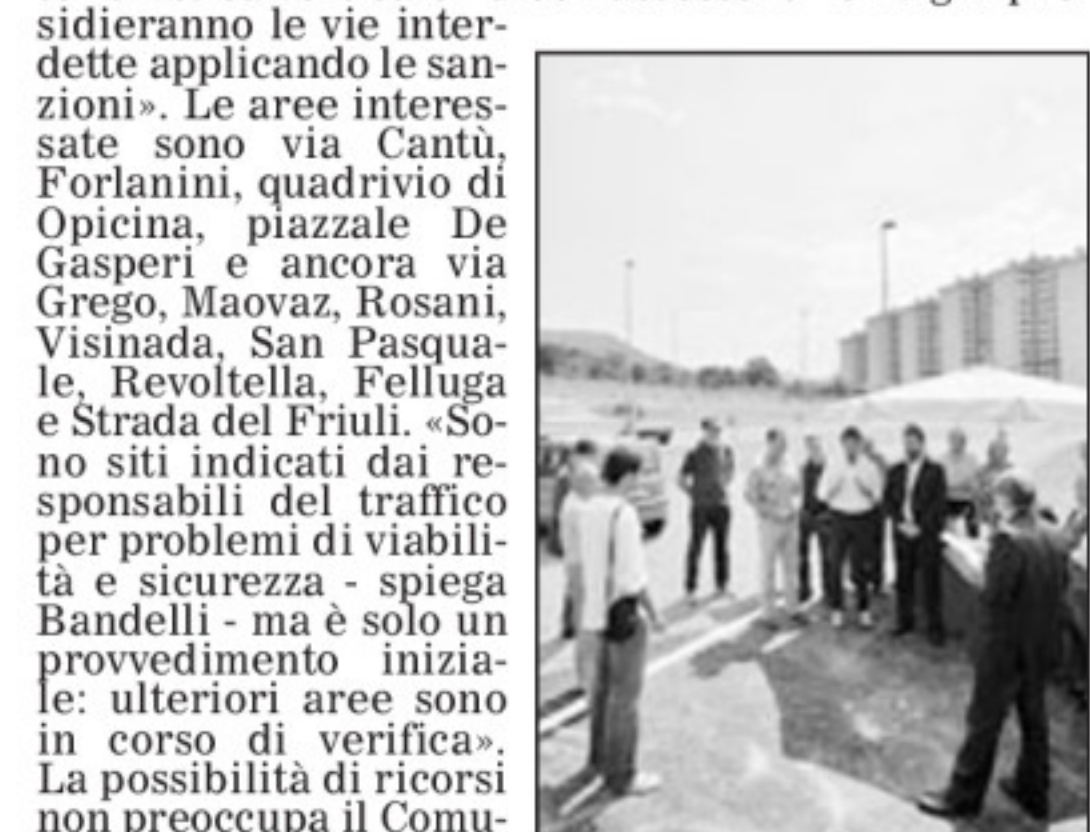 sidieranno le vie inter-
dette applicando le san-
zioni». Le aree interes-
sate sono via Cantù,
Forlanini, quadrivio di
Opicina, piazzale De
Gasperi e ancora via
Grego, Maovaz, Rosani,
Visinada, San Pasqua-
le, Revoltella, Felluga
e Strada del Friuli. «So-
no siti indicati dai re-
sponsabili del traffico
per problemi di viabili-
tà e sicurezza - spiega
Bandelli - ma è solo un
provvedimento inizia-
le: ulteriori aree sono
in corso di verifica».
La possibilità di ricorsi
non preoccupa il Comu-